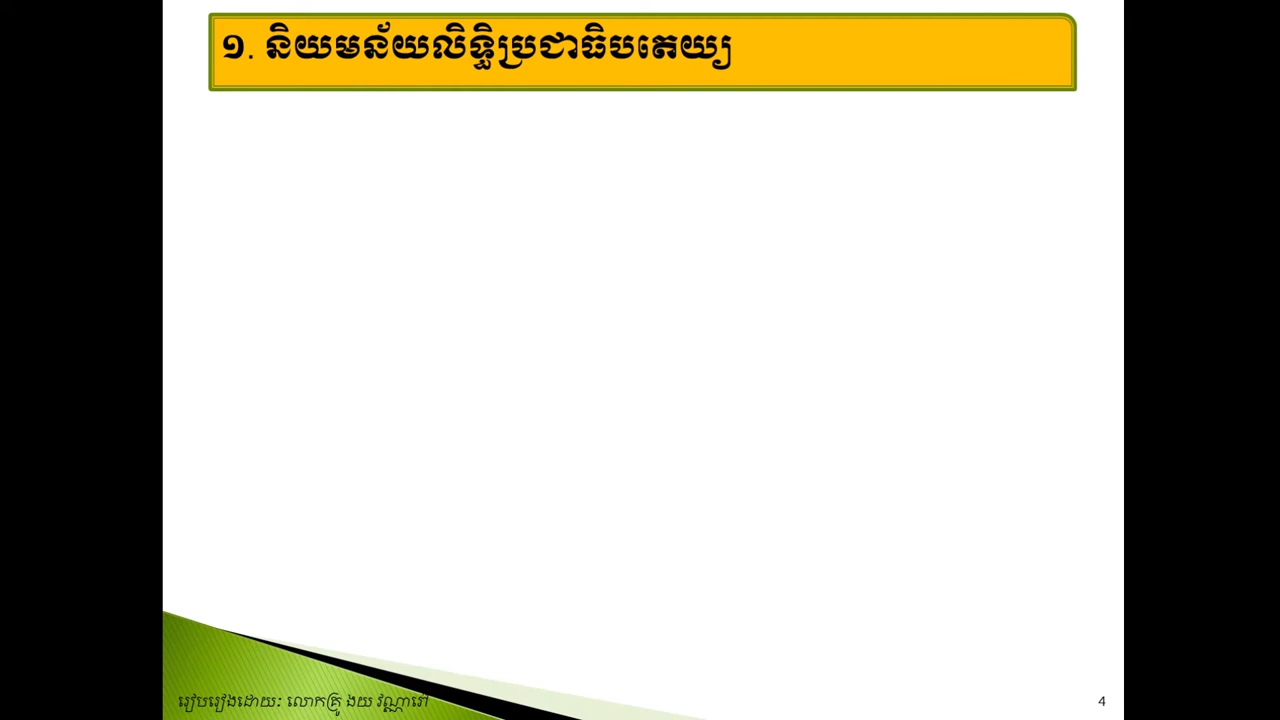 ១. និយមន័យលិទ្ធិប្រជាធិបតេយ្យ
រៀបរៀងដោយៈ លោកគ្រូ ងយ វណ្ណារៅ
4